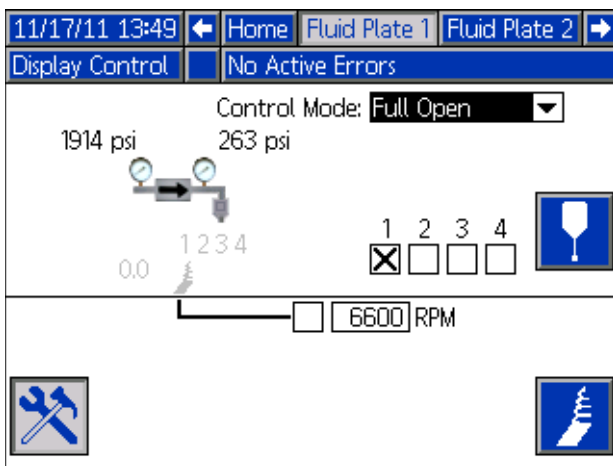 11/17/11 13:49 Home Fluid Plate 1 Fluid Plate 2
Display Control No Active Errors
Control Mode: Full Open
1914 psi 263 psi
1 2 3 4
1 2 3 4
0.0
6600 RPM